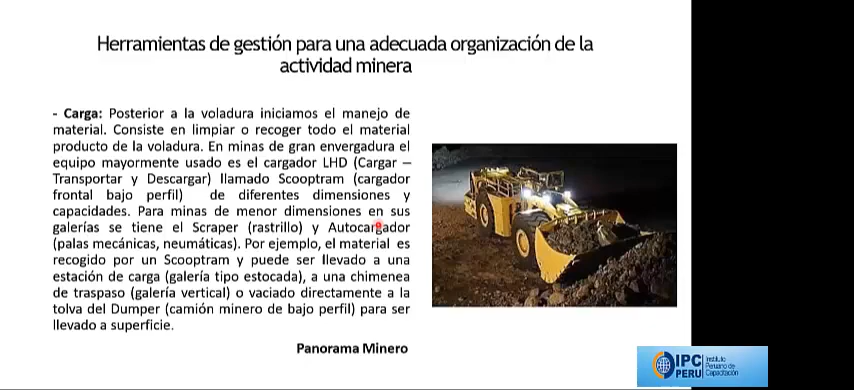 Herramientas de gestión para una adecuada organización de la
actividad minera
- Carga: Posterior a la voladura iniciamos el manejo de
material. Consiste en limpiar o recoger todo el material
producto de la voladura. En minas de gran envergadura el
equipo mayormente usado es el cargador LHD (Cargar –
Transportar y Descargar) llamado Scooptram (cargador
frontal bajo perfil) de diferentes dimensiones y
capacidades. Para minas de menor dimensiones en sus
galerías se tiene el Scraper (rastrillo) y Autocargador
(palas mecánicas, neumáticas). Por ejemplo, el material es
recogido por un Scooptram y puede ser llevado a una
estación de carga (galería tipo estocada), a una chimenea
de traspaso (galería vertical) o vaciado directamente a la
tolva del Dumper (camión minero de bajo perfil) para ser
llevado a superficie.
Panorama Minero
IPC
PERU
Instituto
Peruano de
Capacitación